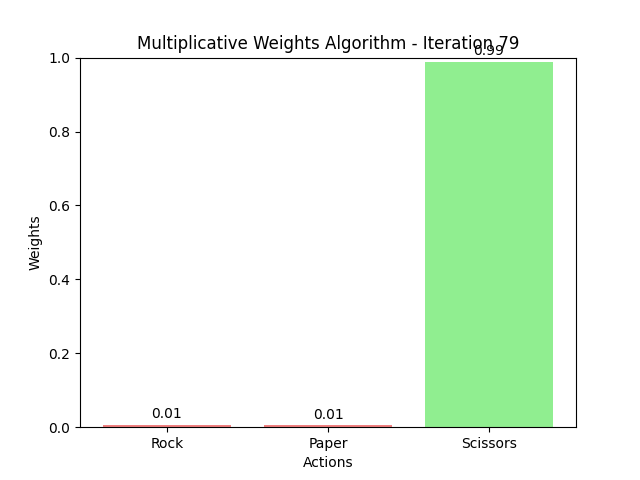 Multiplicative Weights Algorithm - Iteration 79
0.99
1.0
0.8
0.6
0.4
0.2
0.0
Weights
0.01
0.01
Rock
Paper
Scissors
Actions